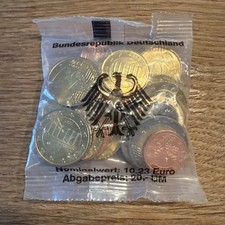 Bundesrepublik Deutschland
Nominalwert: 10,23 Euro
Abgabepreis: 20,- DM